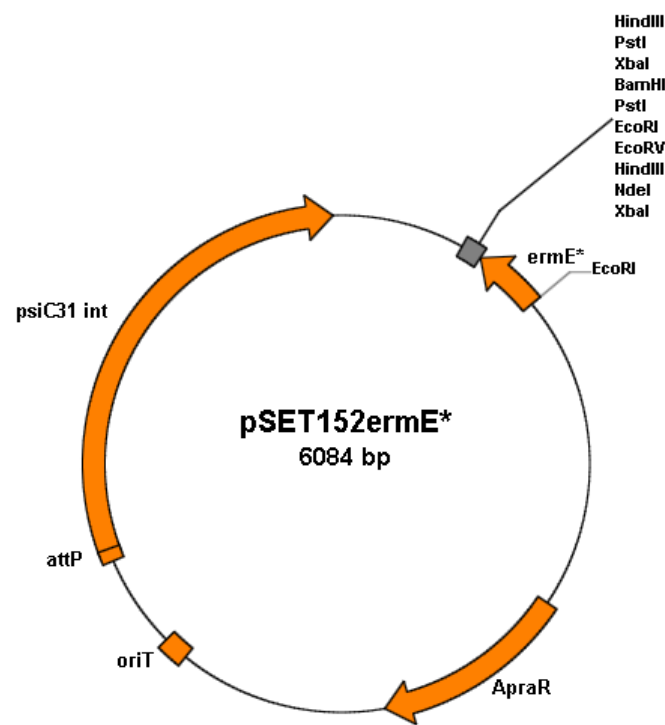 HindIII
PstI
XbaI
BamHI
PstI
EcoRI
EcoRV
HindIII
NdeI
XbaI
ermE*
EcoRI
psiC31 int
pSET152ermE*
6084 bp
attP
oriT
ApraR